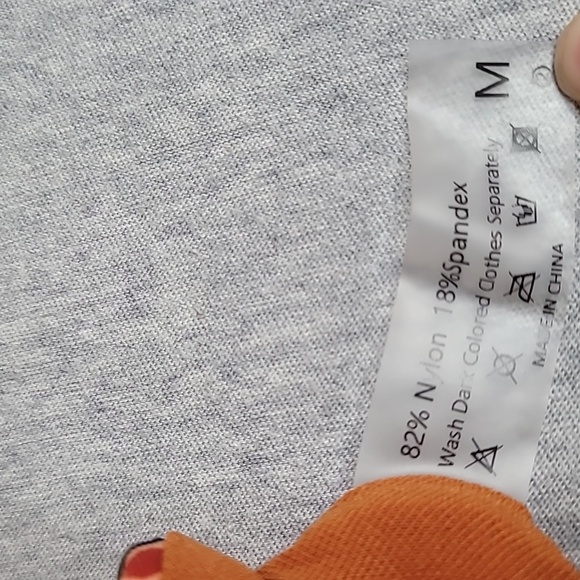 M
82% Nylon 18%Spandex
Wash Dark Colored Clothes Separately
MADE IN CHINA